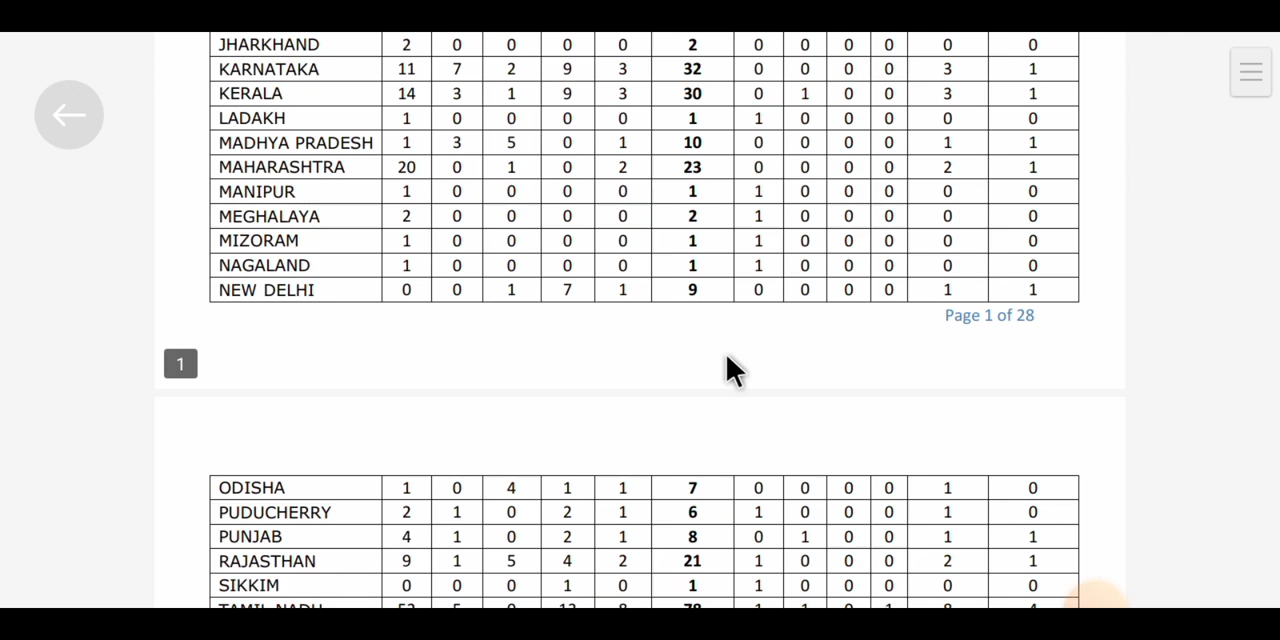 JHARKHAND 2 0 0 0 0 2 0 0 0 0 0 0
KARNATAKA 11 7 2 9 3 32 0 0 0 0 3 1
KERALA 14 3 1 9 3 30 0 1 0 0 3 1
LADAKH 1 0 0 0 0 1 1 0 0 0 0 0
MADHYA PRADESH 1 3 5 0 1 10 0 0 0 0 1 1
MAHARASHTRA 20 0 1 0 2 23 0 0 0 0 2 1
MANIPUR 1 0 0 0 0 1 1 0 0 0 0 0
MEGHALAYA 2 0 0 0 0 2 1 0 0 0 0 0
MIZORAM 1 0 0 0 0 1 1 0 0 0 0 0
NAGALAND 1 0 0 0 0 1 1 0 0 0 0 0
NEW DELHI 0 0 1 7 1 9 0 0 0 0 1 1
Page 1 of 28
1
ODISHA 1 0 4 1 1 7 0 0 0 0 1 0
PUDUCHERRY 2 1 0 2 1 6 1 0 0 0 1 0
PUNJAB 4 1 0 2 1 8 0 1 0 0 1 1
RAJASTHAN 9 1 5 4 2 21 1 0 0 0 2 1
SIKKIM 0 0 0 1 0 1 1 0 0 0 0 0
TAMIL NADU